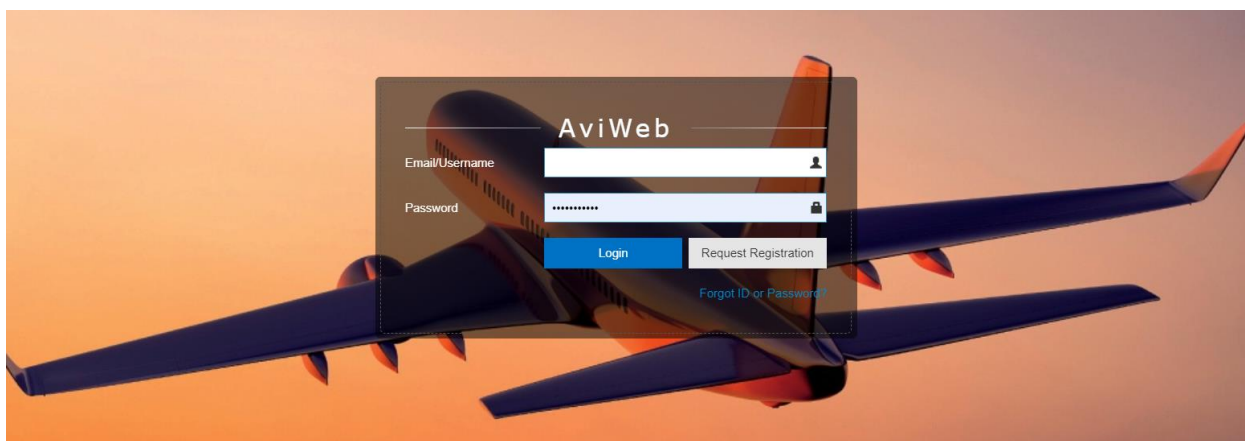 AviWeb
Email/Username
Password ...........
Login Request Registration
Forgot ID or Password?